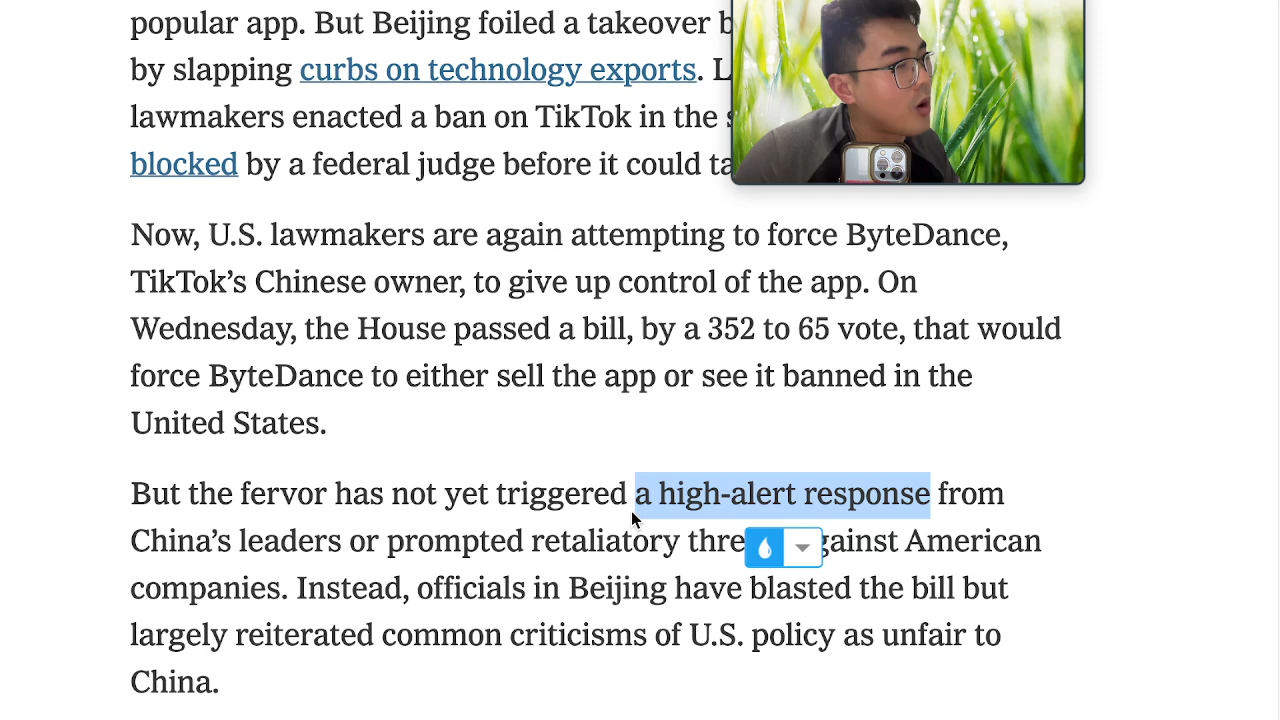 popular app. But Beijing foiled a takeover
by slapping curbs on technology exports.
lawmakers enacted a ban on TikTok in the
blocked by a federal judge before it could
Now, U.S. lawmakers are again attempting to force ByteDance,
TikTok’s Chinese owner, to give up control of the app. On
Wednesday, the House passed a bill, by a 352 to 65 vote, that would
force ByteDance to either sell the app or see it banned in the
United States.
But the fervor has not yet triggered a high-alert response from
China’s leaders or prompted retaliatory American
companies. Instead, officials in Beijing have blasted the bill but
largely reiterated common criticisms of U.S. policy as unfair to
China.